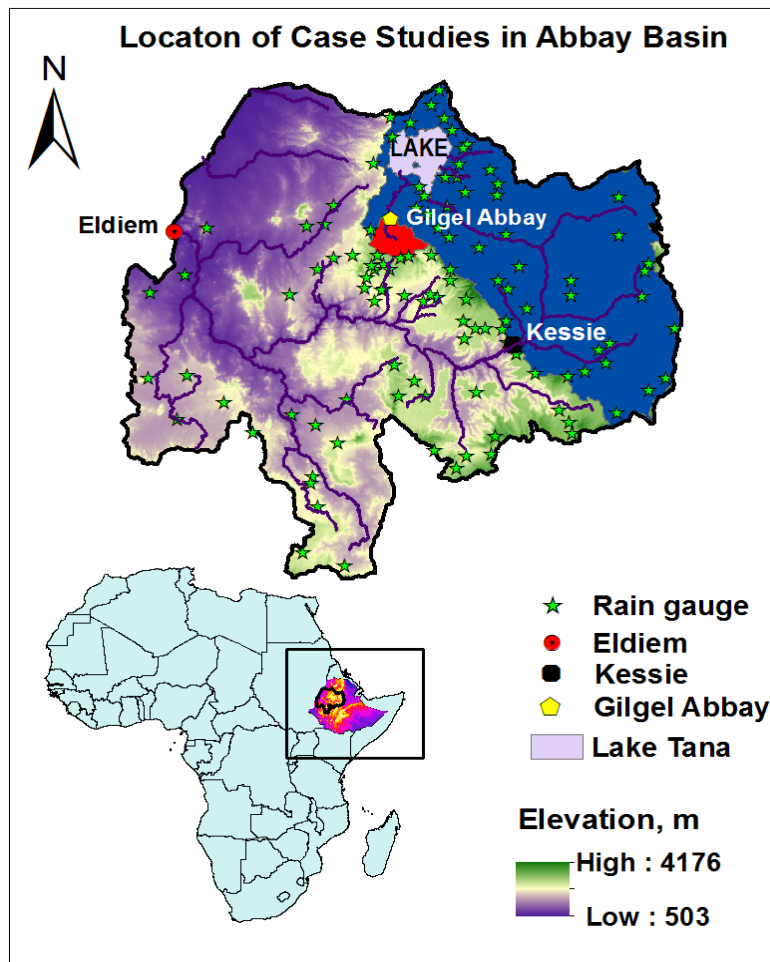 Locaton of Case Studies in Abbay Basin
N
LAKE
Eldiem
Gilgel Abbay
Kessie
Rain gauge
Eldiem
Kessie
Gilgel Abbay
Lake Tana
Elevation, m
High : 4176
Low : 503